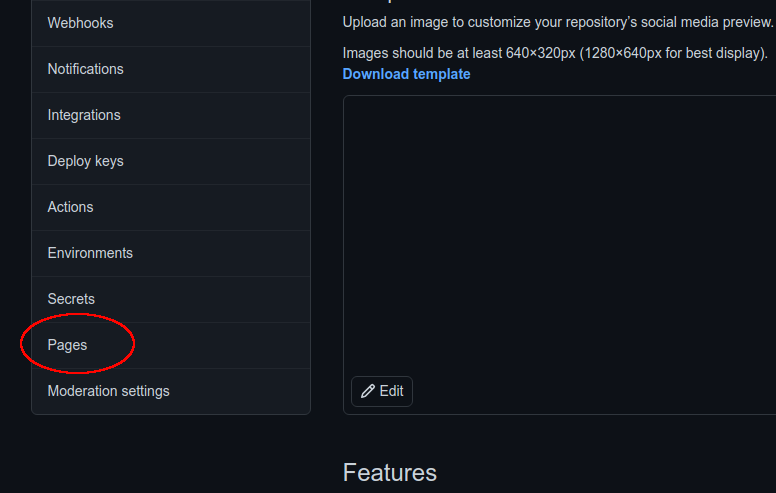 Webhooks
Notifications
Integrations
Deploy keys
Actions
Environments
Secrets
Pages
Moderation settings
Upload an image to customize your repository's social media preview.
Images should be at least 640×320px (1280×640px for best display).
Download template
Edit
Features